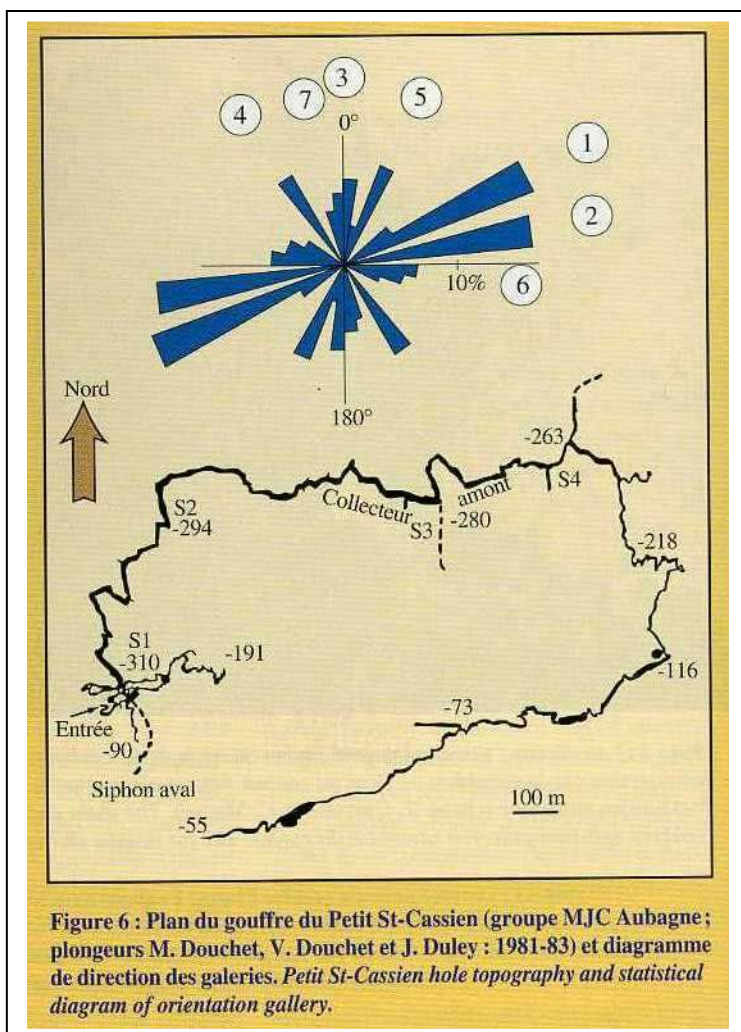 3
4 7 5
0°
1
2
10% 6
180°
Nord
-263
S2
-294
Collecteur amont S4
S3 -280
-218
S1
-310 -191
-116
Entrée
-73
-90
Siphon aval
100 m
-55
Figure 6 : Plan du gouffre du Petit St-Cassien (groupe MJC Aubagne ;
plongeurs M. Douchet, V. Douchet et J. Duley : 1981-83) et diagramme
de direction des galeries. Petit St-Cassien hole topography and statistical
diagram of orientation gallery.